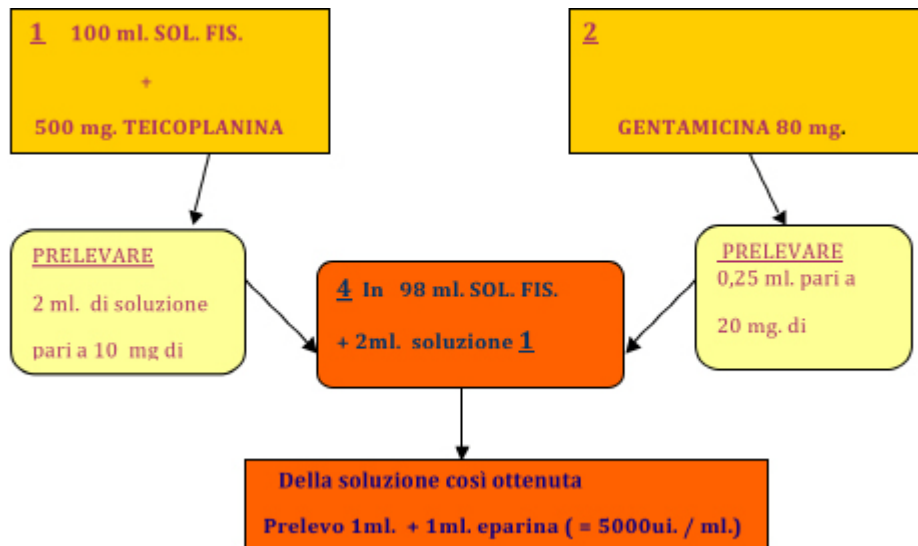 1 100 ml. SOL. FIS.
+
500 mg. TEICOPLANINA
2
GENTAMICINA 80 mg.
PRELEVARE
2 ml. di soluzione
pari a 10 mg di
4 In 98 ml. SOL. FIS.
+ 2ml. soluzione 1
PRELEVARE
0,25 ml. pari a
20 mg. di
Della soluzione così ottenuta
Prelevo 1ml. + 1ml. eparina ( = 5000ui. / ml.)